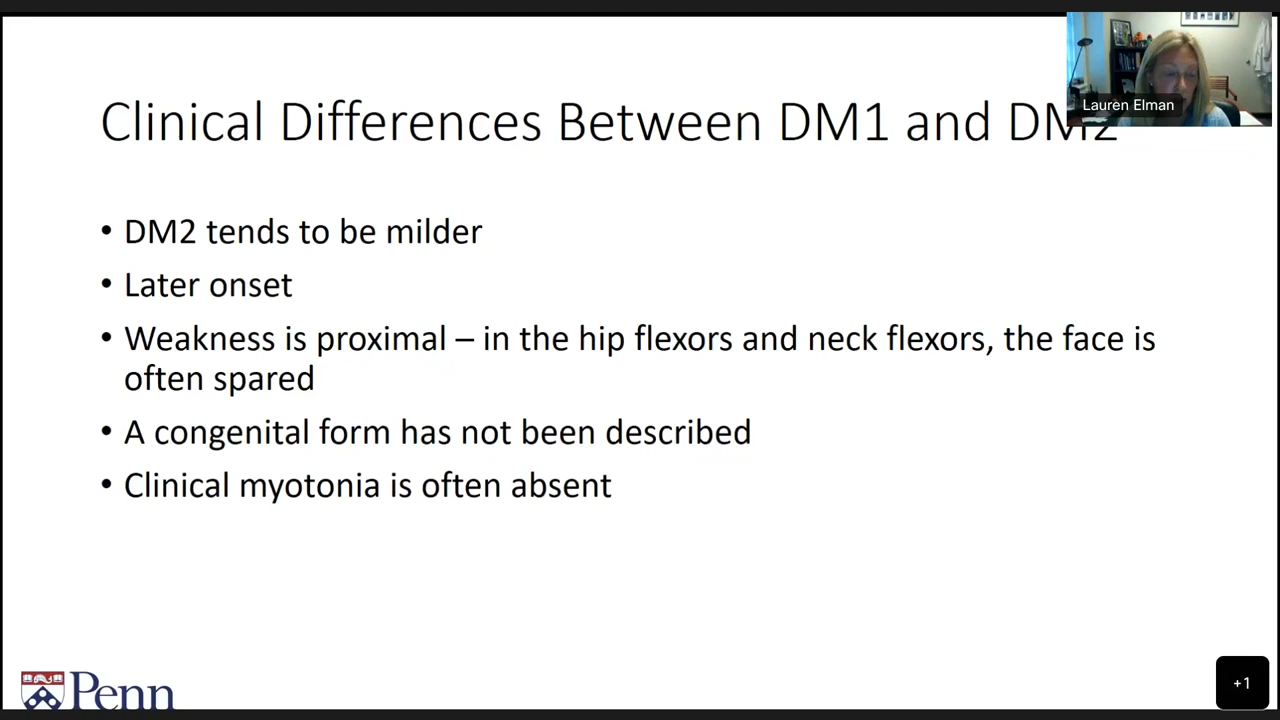 Lauren Elman
Clinical Differences Between DM1 and DM2
• DM2 tends to be milder
• Later onset
• Weakness is proximal – in the hip flexors and neck flexors, the face is
often spared
• A congenital form has not been described
• Clinical myotonia is often absent
Penn
+1